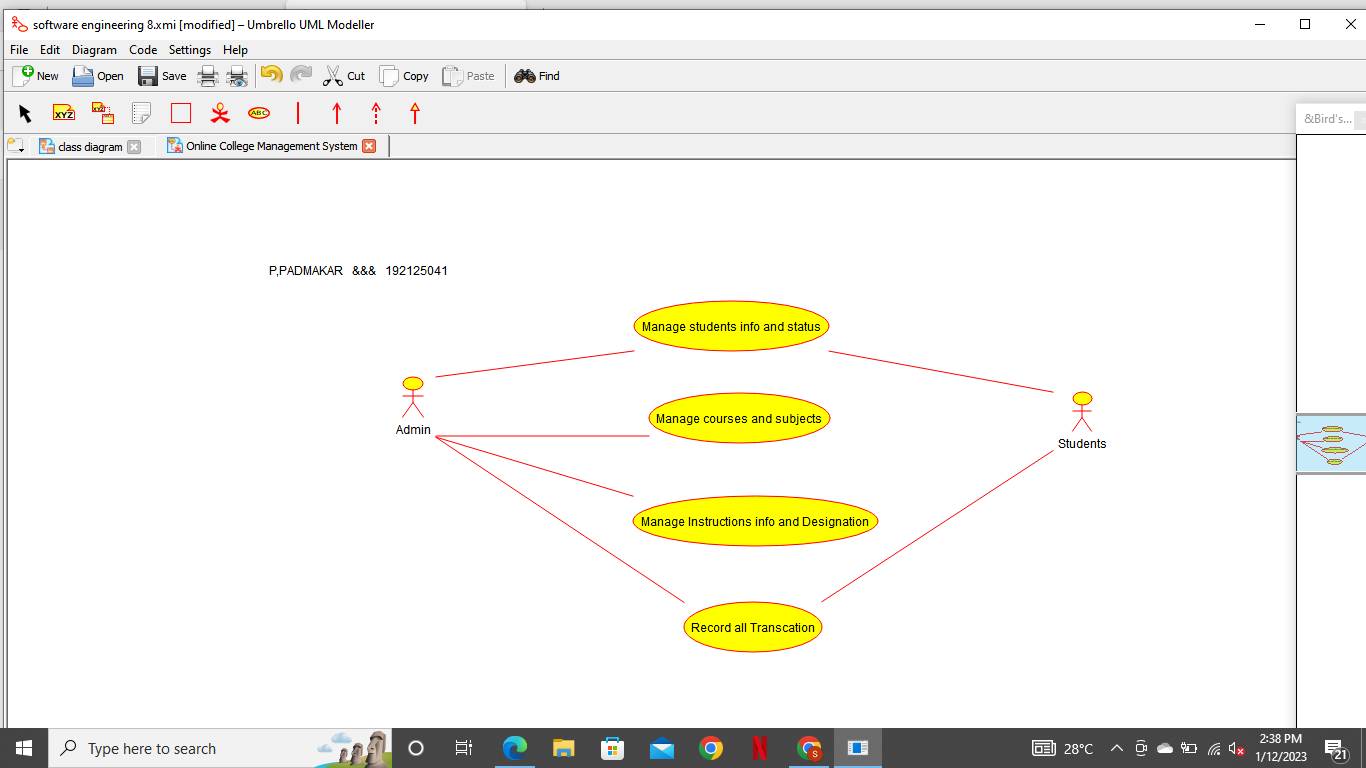 software engineering 8.xmi [modified] – Umbrello UML Modeller
File Edit Diagram Code Settings Help
New Open Save Cut Copy Paste Find
XYZ XYZ ABC
&Bird's...
class diagram Online College Management System
P,PADMAKAR &&& 192125041
Manage students info and status
Manage courses and subjects
Admin
Students
Manage Instructions info and Designation
Record all Transcation
Type here to search
S
28°C
2:38 PM
1/12/2023
21